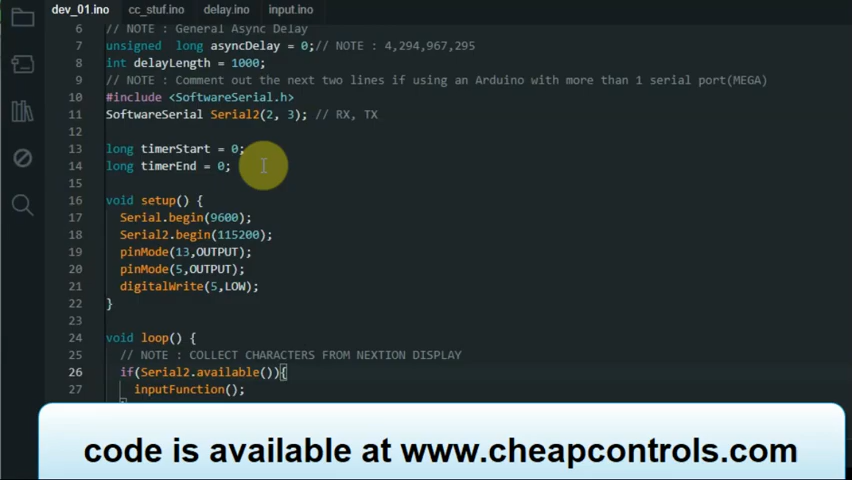 dev_01.ino cc_stuf.ino delay.ino input.ino
6 // NOTE : General Async Delay
7 unsigned long asyncDelay = 0;// NOTE : 4,294,967,295
8 int delayLength = 1000;
9 // NOTE : Comment out the next two lines if using an Arduino with more than 1 serial port(MEGA)
10 #include <SoftwareSerial.h>
11 SoftwareSerial Serial2(2, 3); // RX, TX
12
13 long timerStart = 0;
14 long timerEnd = 0;
15
16 void setup() {
17 Serial.begin(9600);
18 Serial2.begin(115200);
19 pinMode(13,OUTPUT);
20 pinMode(5,OUTPUT);
21 digitalWrite(5,LOW);
22 }
23
24 void loop() {
25 // NOTE : COLLECT CHARACTERS FROM NEXTION DISPLAY
26 if(Serial2.available()){
27 inputFunction();
code is available at www.cheapcontrols.com